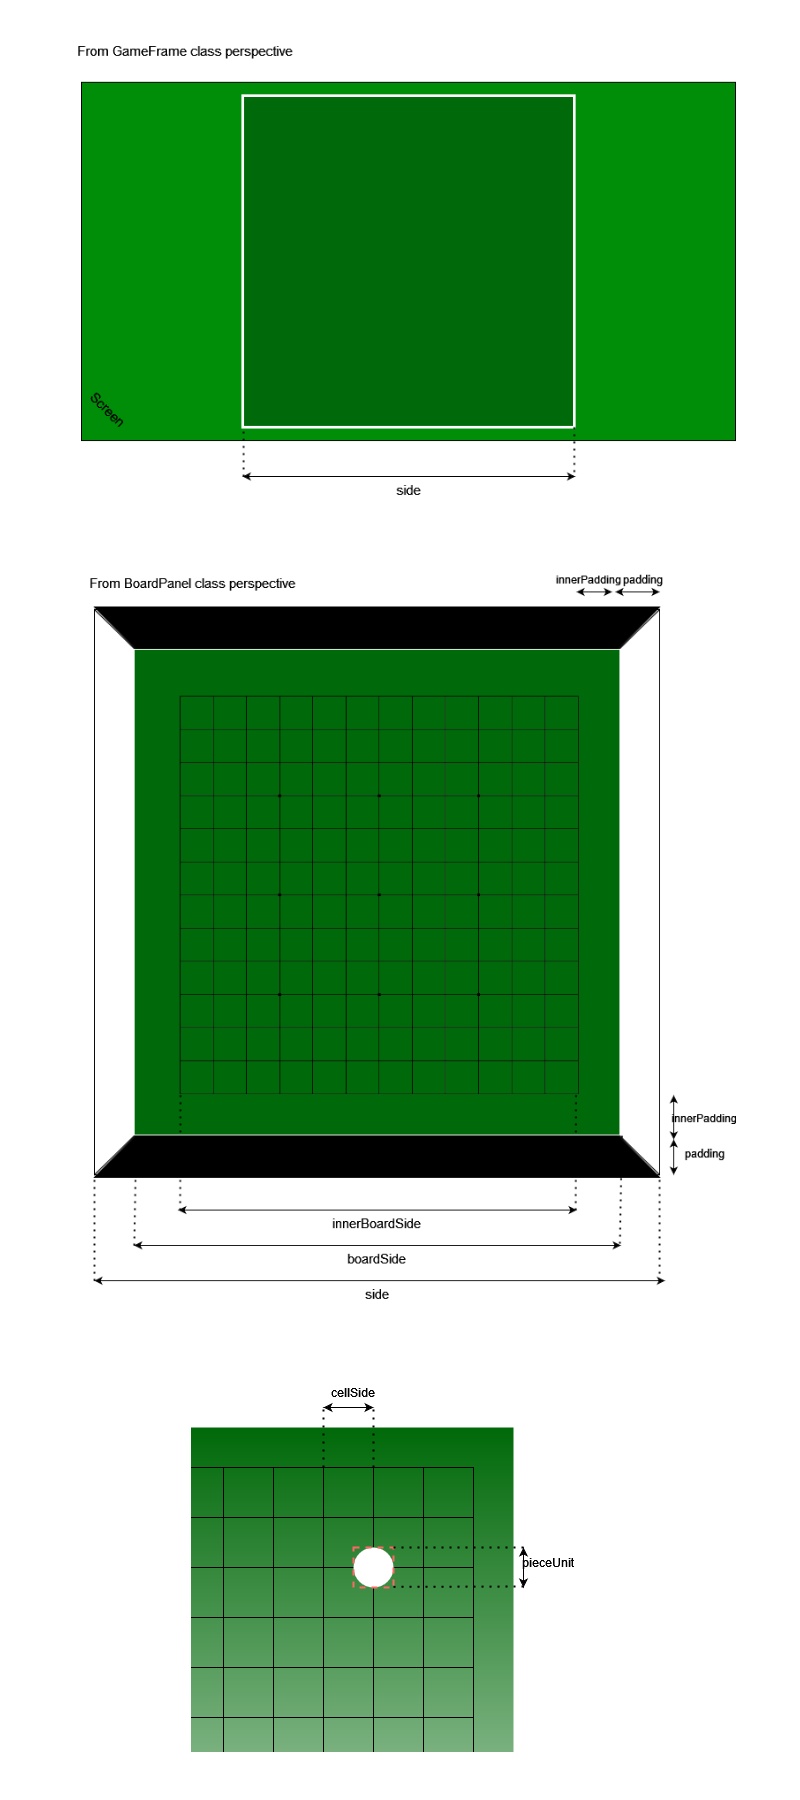 From GameFrame class perspective
Screen
side
From BoardPanel class perspective
innerPadding padding
innerPadding
padding
innerBoardSide
boardSide
side
cellSide
pieceUnit